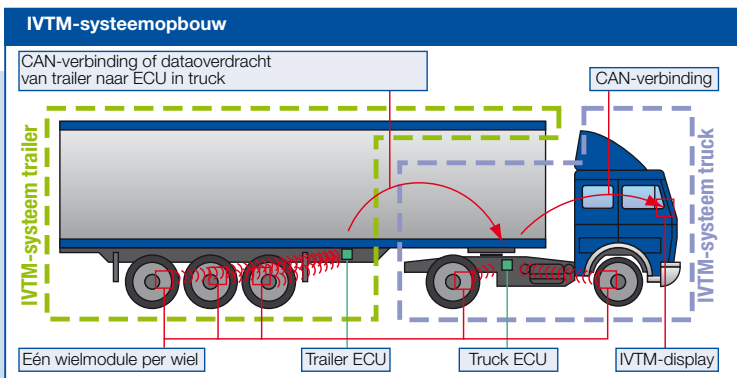 IVTM-systeemopbouw
CAN-verbinding of dataoverdracht
van trailer naar ECU in truck
CAN-verbinding
IVTM-systeem trailer
IVTM-systeem truck
Eén wielmodule per wiel
Trailer ECU
Truck ECU
IVTM-display